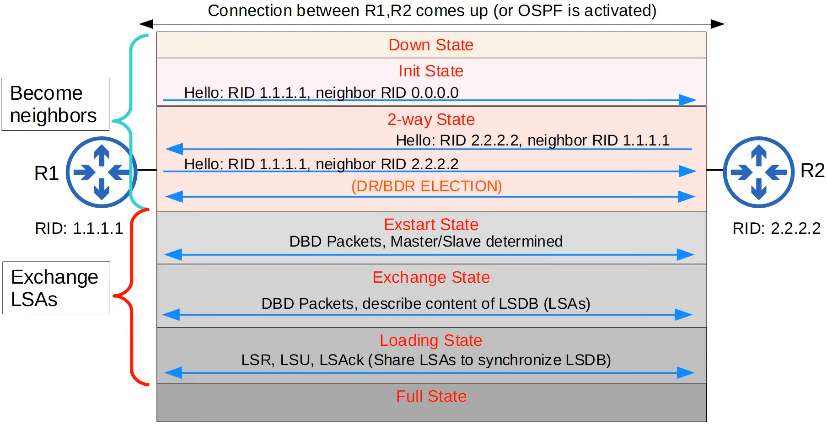 Connection between R1,R2 comes up (or OSPF is activated)
Down State
Init State
Hello: RID 1.1.1.1, neighbor RID 0.0.0.0
Become
neighbors
2-way State
Hello: RID 2.2.2.2, neighbor RID 1.1.1.1
Hello: RID 1.1.1.1, neighbor RID 2.2.2.2
(DR/BDR ELECTION)
R1
R2
RID: 1.1.1.1
RID: 2.2.2.2
Exstart State
DBD Packets, Master/Slave determined
Exchange
LSAs
Exchange State
DBD Packets, describe content of LSDB (LSAs)
Loading State
LSR, LSU, LSAck (Share LSAs to synchronize LSDB)
Full State